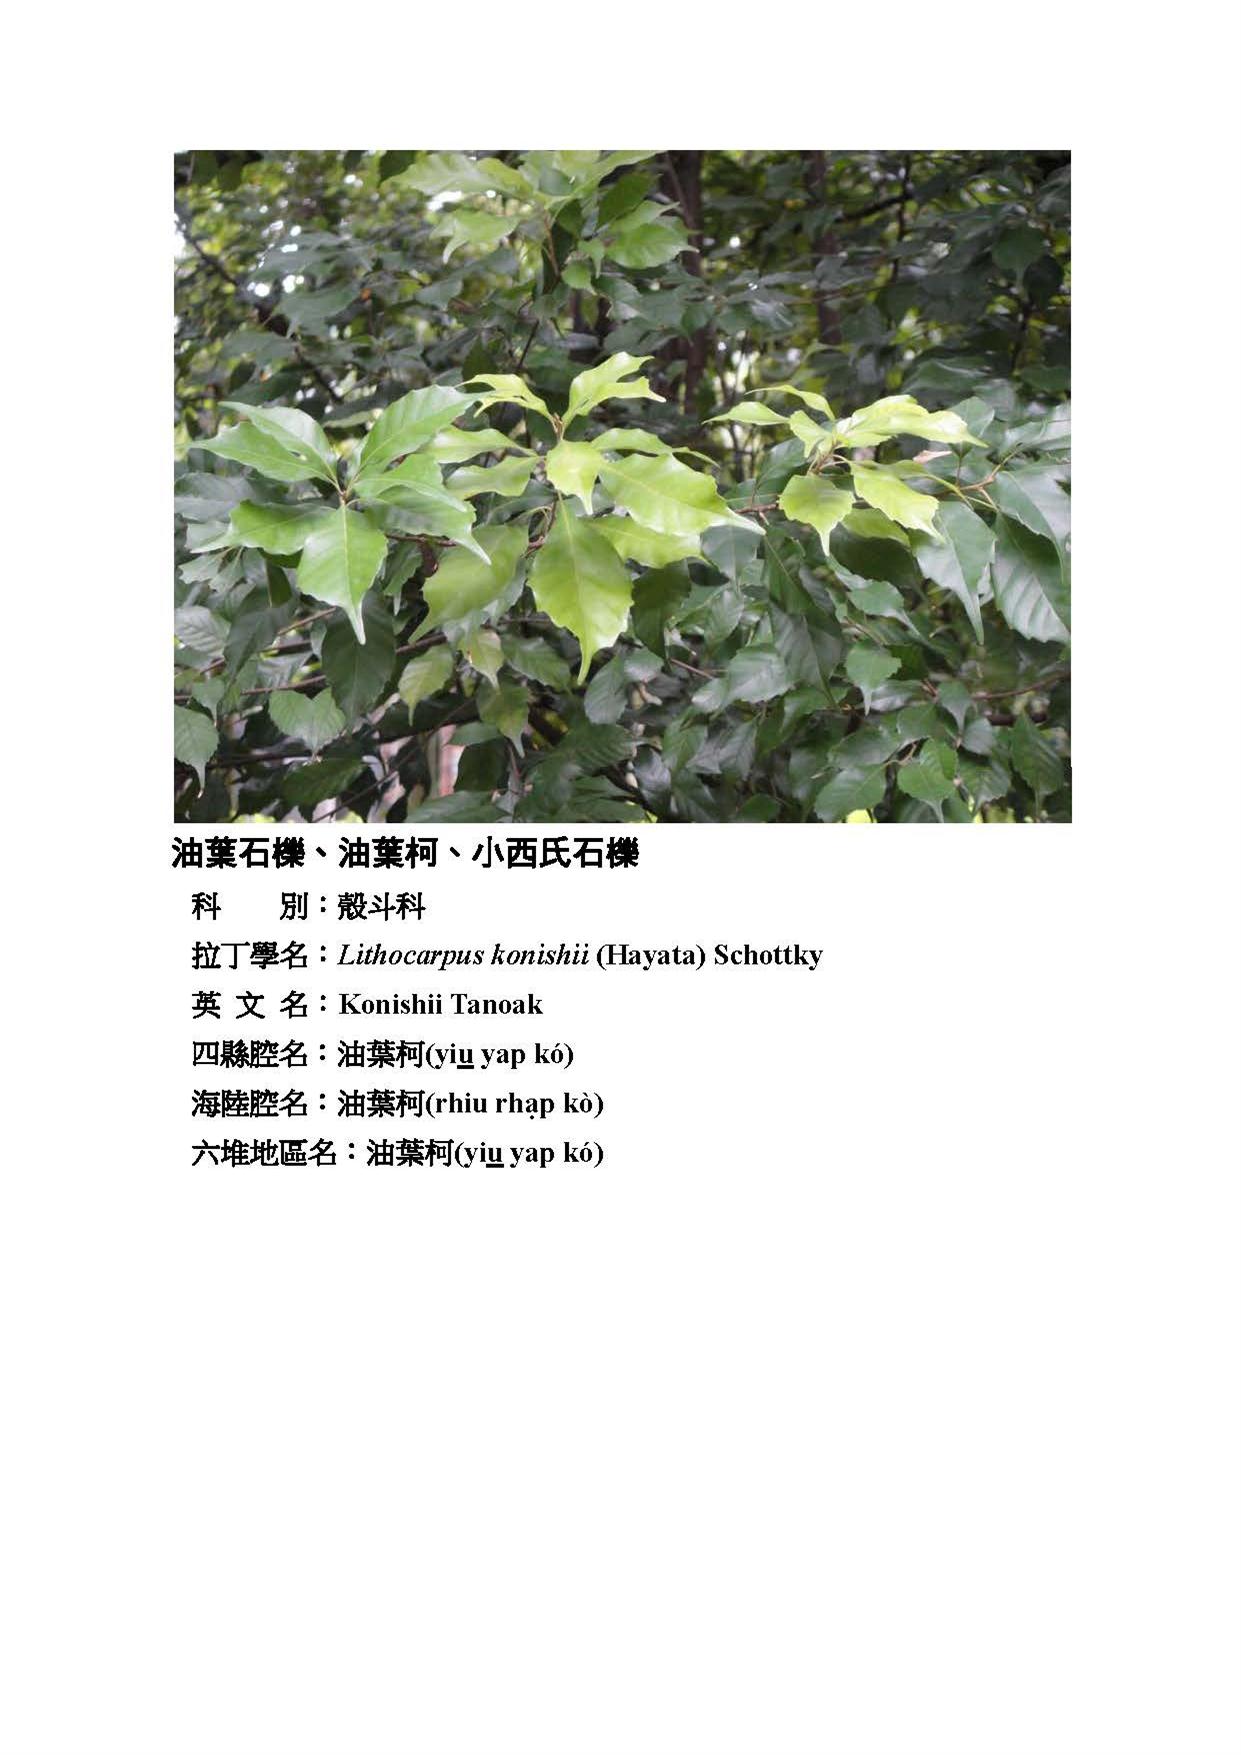 油葉石櫟、油葉柯、小西氏石櫟
科　　別：殼斗科
拉丁學名：Lithocarpus konishii (Hayata) Schottky
英 文 名：Konishii Tanoak
四縣腔名：油葉柯(yiu yap kó)
海陸腔名：油葉柯(rhiu rhạp kò)
六堆地區名：油葉柯(yiu yap kó)